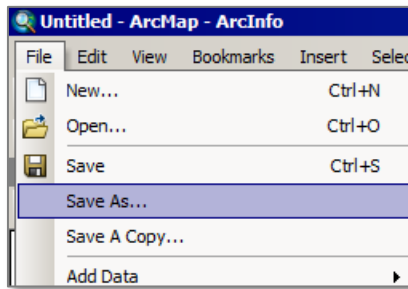 Untitled - ArcMap - ArcInfo
File Edit View Bookmarks Insert
New... Ctrl+N
Open... Ctrl+O
Save Ctrl+S
Save As...
Save A Copy...
Add Data